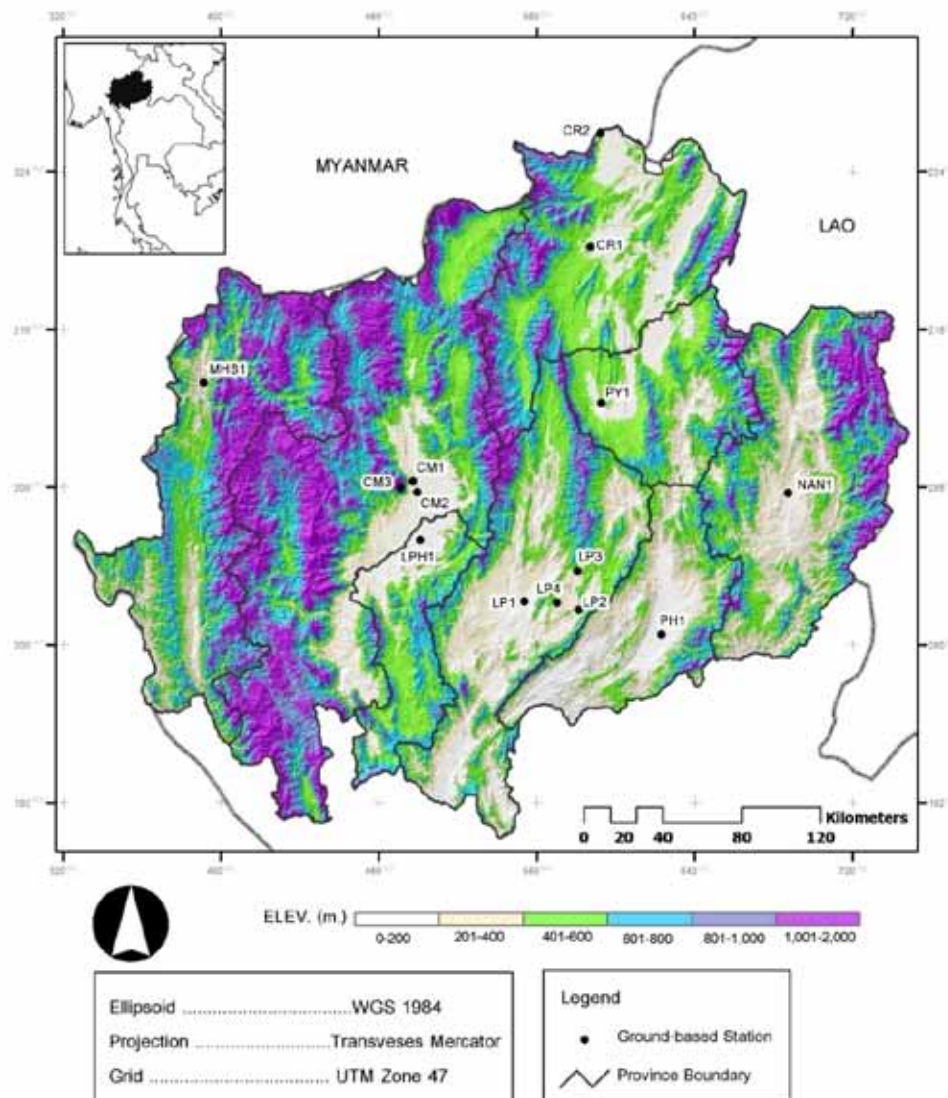 MYANMAR
LAO
CR2
CR1
MHS1
PY1
CM1
CM3
CM2
NAN1
LPH1
LP3
LP1
LP4
LP2
PH1
Kilometers
0 15 20 40 80 120
ELEV. (m.)
0-200 201-400 401-600 601-800 801-1,000 1,001-2,000
Ellipsoid ........................ WGS 1984
Projection ................ Transveses Mercator
Grid ........................ UTM Zone 47
Legend
Ground-based Station
Province Boundary